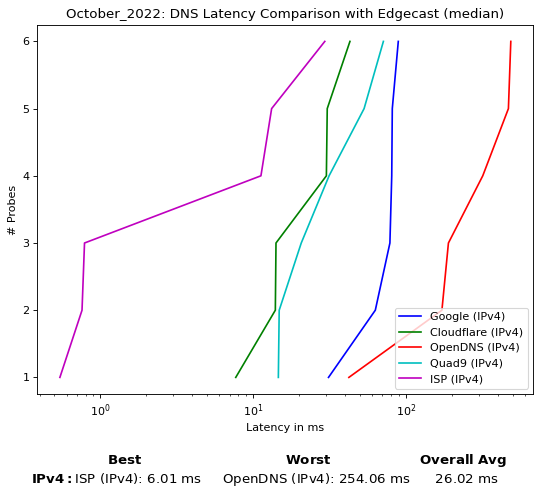 October_2022: DNS Latency Comparison with Edgecast (median)
# Probes
6
5
4
3
2
1
Google (IPv4)
Cloudflare (IPv4)
OpenDNS (IPv4)
Quad9 (IPv4)
ISP (IPv4)
10⁰ 10¹ 10²
Latency in ms
Best Worst Overall Avg
IPv4: ISP (IPv4): 6.01 ms OpenDNS (IPv4): 254.06 ms 26.02 ms